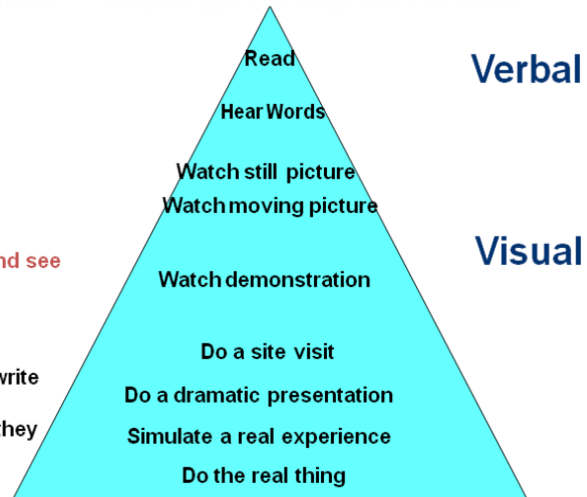 Read
Verbal
Hear Words
Watch still picture
Watch moving picture
Visual
nd see
Watch demonstration
Do a site visit
write
Do a dramatic presentation
they
Simulate a real experience
Do the real thing